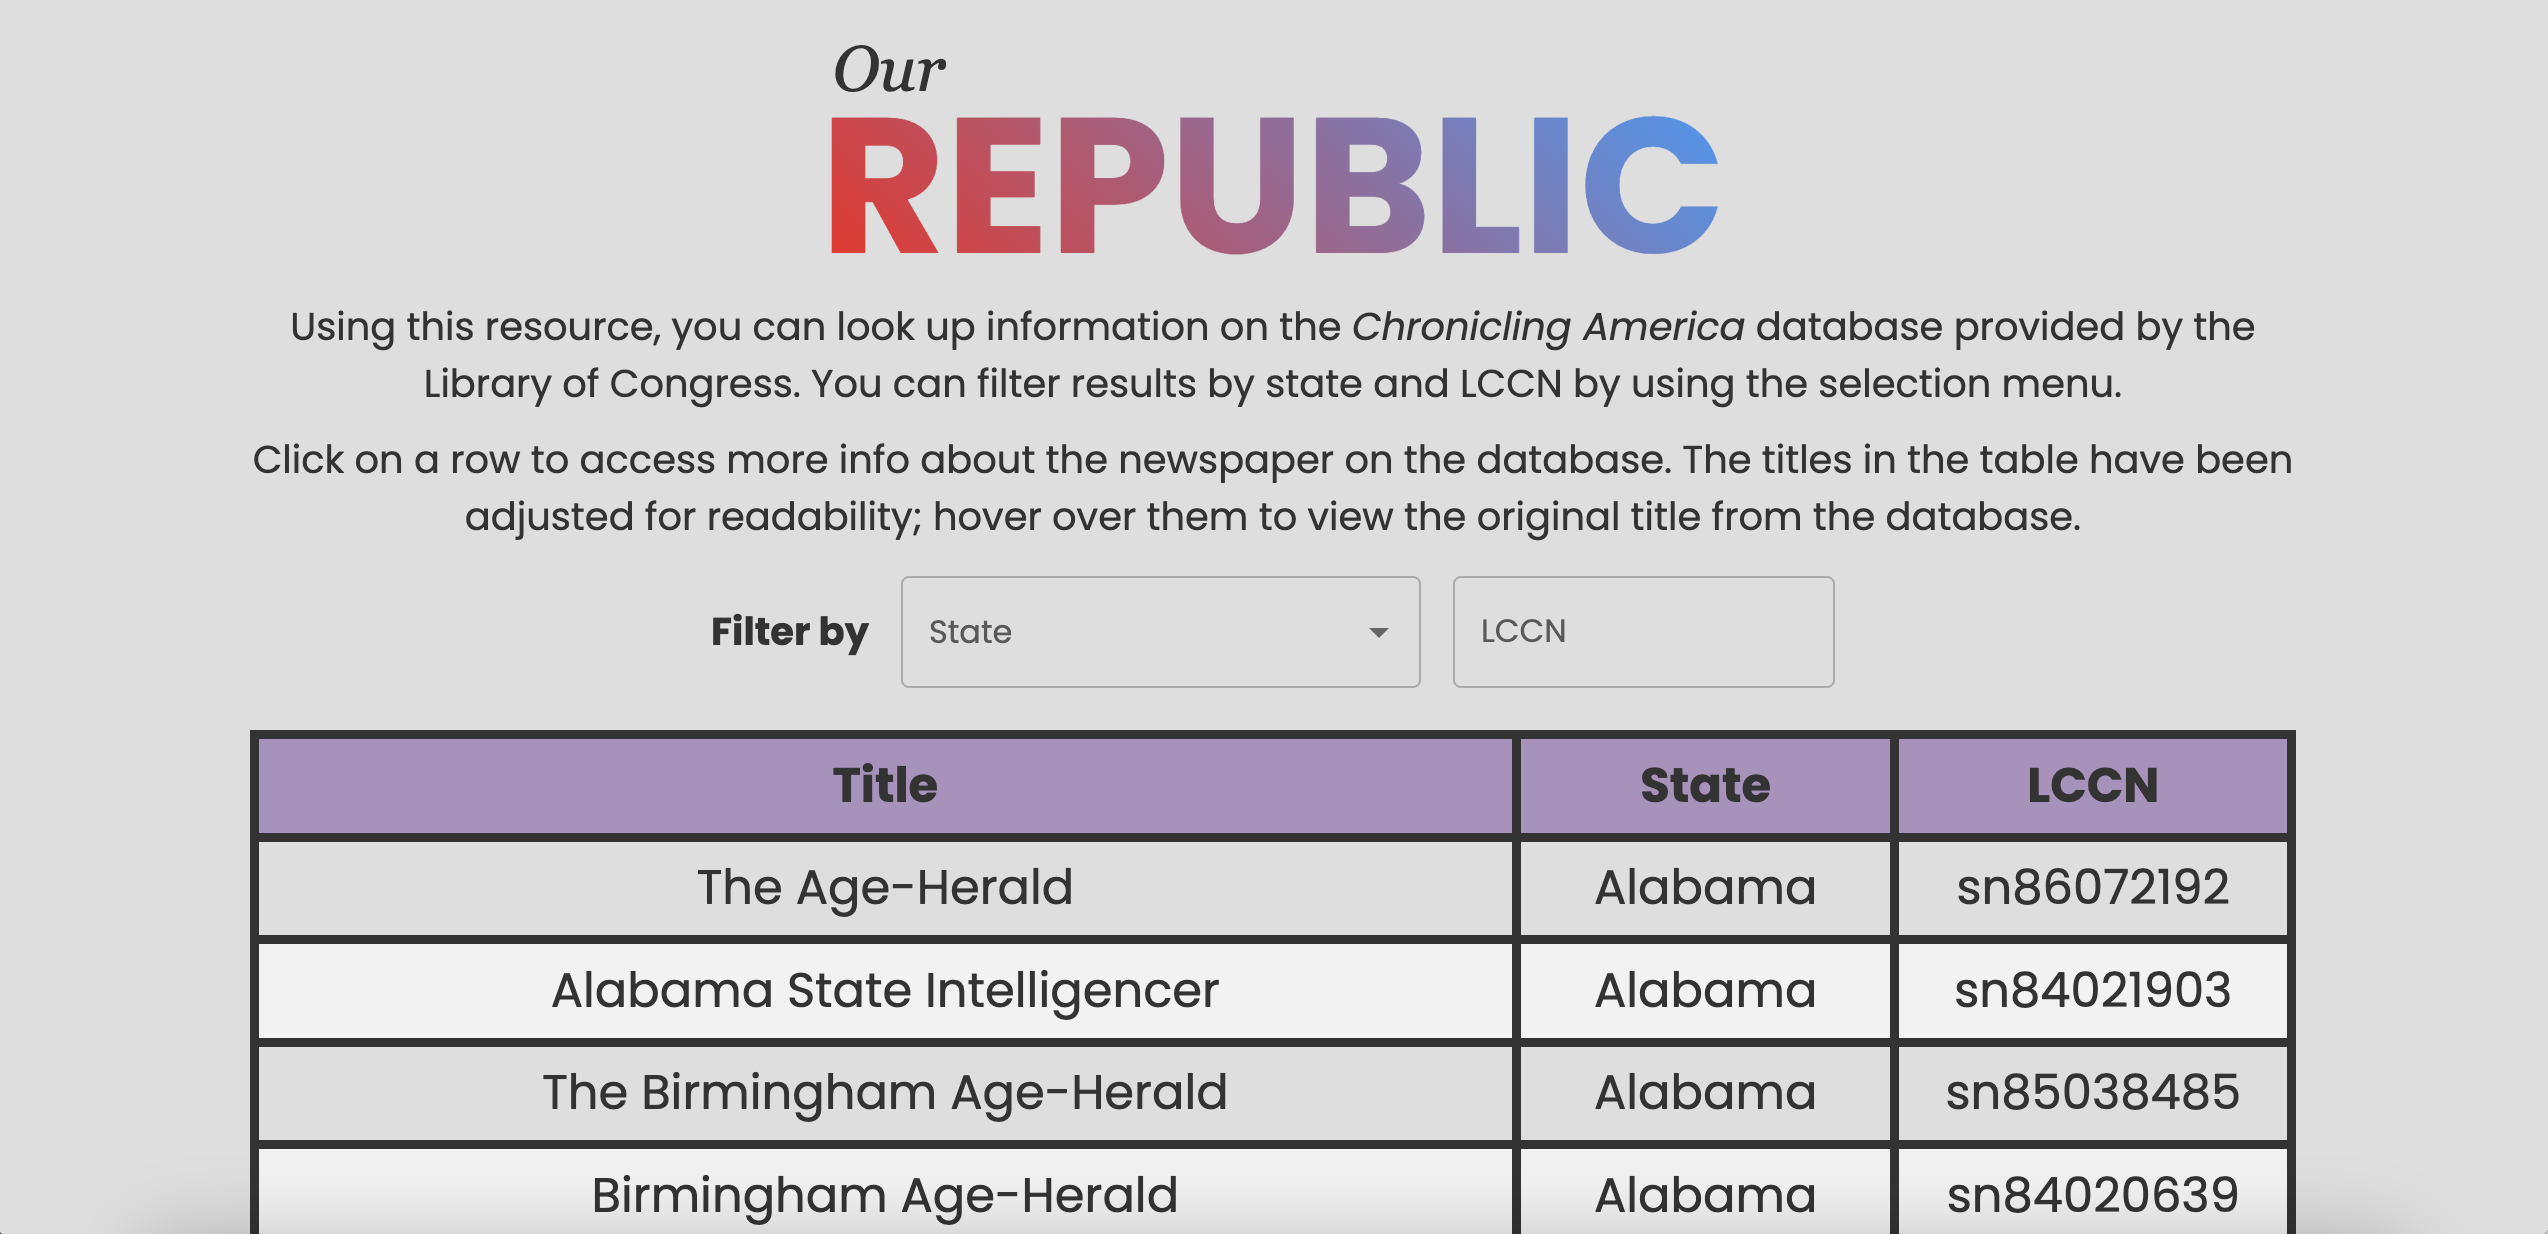 Our
REPUBLIC
Using this resource, you can look up information on the Chronicling America database provided by the
Library of Congress. You can filter results by state and LCCN by using the selection menu.
Click on a row to access more info about the newspaper on the database. The titles in the table have been
adjusted for readability; hover over them to view the original title from the database.
Filter by State LCCN
Title State LCCN
The Age-Herald Alabama sn86072192
Alabama State Intelligencer Alabama sn84021903
The Birmingham Age-Herald Alabama sn85038485
Birmingham Age-Herald Alabama sn84020639